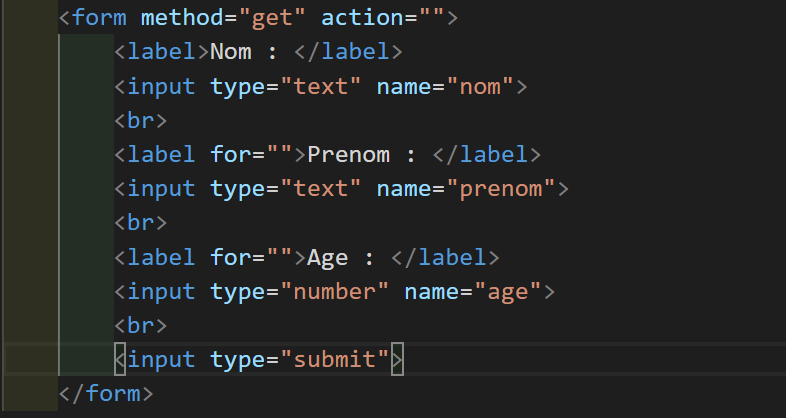 <form method="get" action="">
<label>Nom : </label>
<input type="text" name="nom">
<br>
<label for="">Prenom : </label>
<input type="text" name="prenom">
<br>
<label for="">Age : </label>
<input type="number" name="age">
<br>
<input type="submit">
</form>